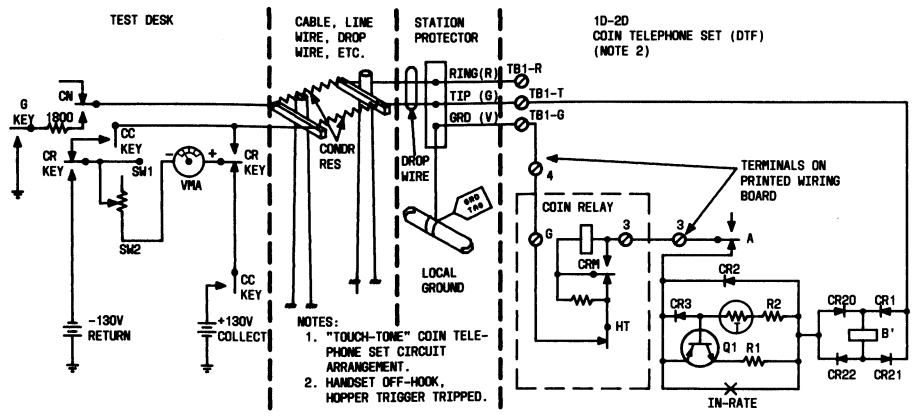 TEST DESK
CABLE, LINE
WIRE, DROP
WIRE, ETC.
STATION
PROTECTOR
1D-2D
COIN TELEPHONE SET (DTF)
(NOTE 2)
RING(R)
TB1-R
TIP (G)
TB1-T
GRD (V)
TB1-G
CN
G
KEY
1800
CC
KEY
CR
KEY
SW1
-
+
VMA
CR
KEY
SW2
CC
KEY
-130V
RETURN
+130V
COLLECT
CONDR
RES
DROP
WIRE
GRD
TAG
LOCAL
GROUND
NOTES:
1. "TOUCH-TONE" COIN TELE-
PHONE SET CIRCUIT
ARRANGEMENT.
2. HANDSET OFF-HOOK,
HOPPER TRIGGER TRIPPED.
4
TERMINALS ON
PRINTED WIRING
BOARD
COIN RELAY
G
3
3
A
CRM
HT
CR2
CR3
T
R2
Q1
R1
IN-RATE
CR20
CR1
B'
CR22
CR21